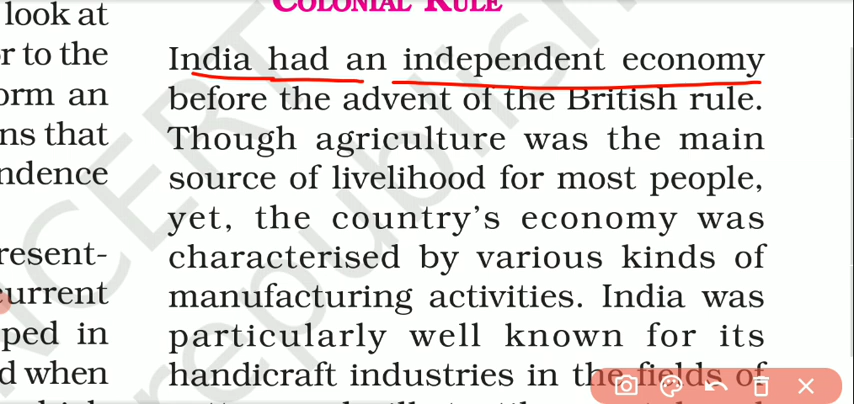 look at
r to the
orm an
ns that
ndence
resent-
current
ped in
d when
COLONIAL RULE
India had an independent economy
before the advent of the British rule.
Though agriculture was the main
source of livelihood for most people,
yet, the country's economy was
characterised by various kinds of
manufacturing activities. India was
particularly well known for its
handicraft industries in the fields of
NCERT
republish